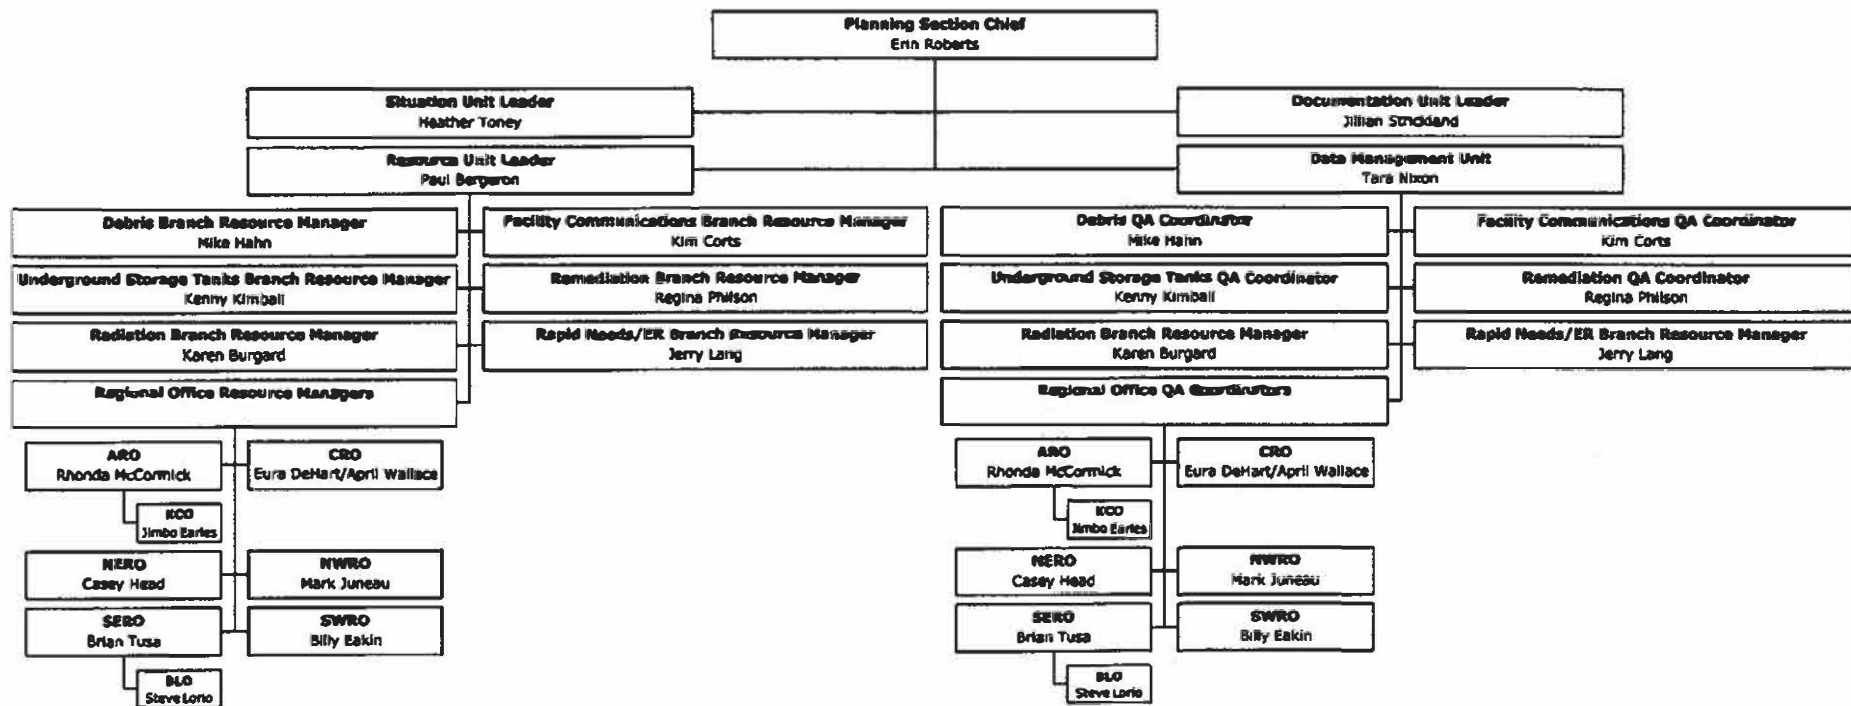 Planning Section Chief
Erin Roberts
Situation Unit Leader
Heather Toney
Documentation Unit Leader
Jillian Strickland
Resource Unit Leader
Paul Bergeron
Data Management Unit
Tara Nixon
Debris Branch Resource Manager
Mike Hahn
Facility Communications Branch Resource Manager
Kim Corts
Underground Storage Tanks Branch Resource Manager
Kenny Kimball
Remediation Branch Resource Manager
Regina Philson
Radiation Branch Resource Manager
Karen Burgard
Rapid Needs/ER Branch Resource Manager
Jerry Lang
Regional Office Resource Managers
ARO
Rhonda McCormick
CRO
Eura DeHart/April Wallace
KCO
Jimbo Earles
NERO
Casey Head
NWRO
Mark Juneau
SERO
Brian Tusa
SWRO
Billy Eakin
BLO
Steve Lorio
Debris QA Coordinator
Mike Hahn
Facility Communications QA Coordinator
Kim Corts
Underground Storage Tanks QA Coordinator
Kenny Kimball
Remediation QA Coordinator
Regina Philson
Radiation Branch Resource Manager
Karen Burgard
Rapid Needs/ER Branch Resource Manager
Jerry Lang
Regional Office QA Coordinators
ARO
Rhonda McCormick
CRO
Eura DeHart/April Wallace
KCO
Jimbo Earles
NERO
Casey Head
NWRO
Mark Juneau
SERO
Brian Tusa
SWRO
Billy Eakin
BLO
Steve Lorio